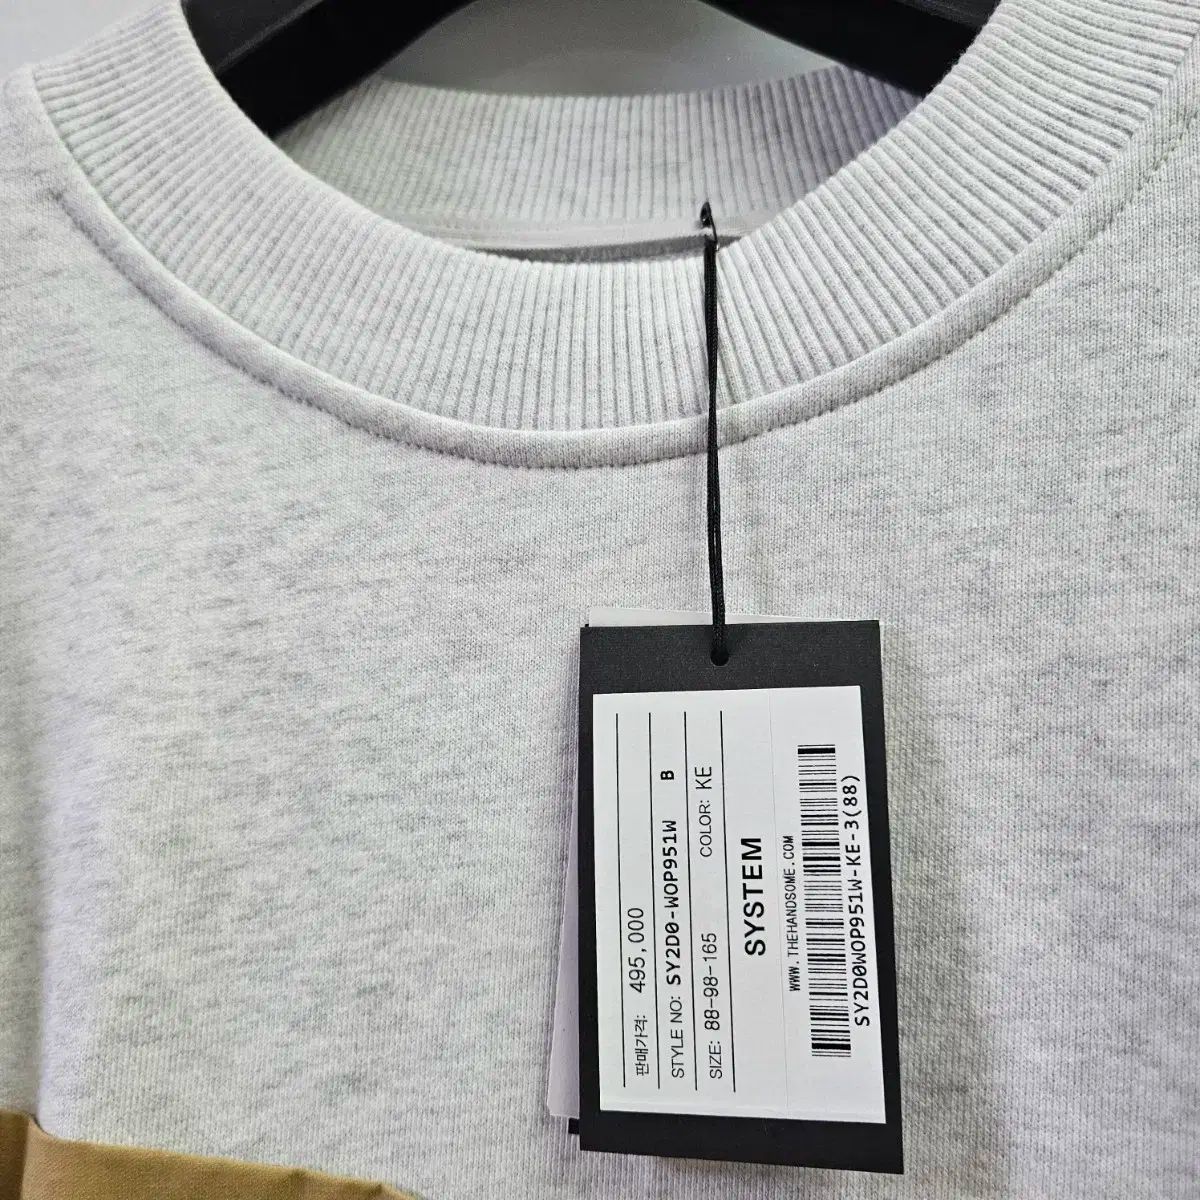 SYSTEM
WWW.THEHANDSOME.COM
SY2D0WOP951W-KE-3(88)
SIZE: 88-98-165 COLOR: KE
STYLE NO: SY2D0-WOP951W B
판매가격: 495,000